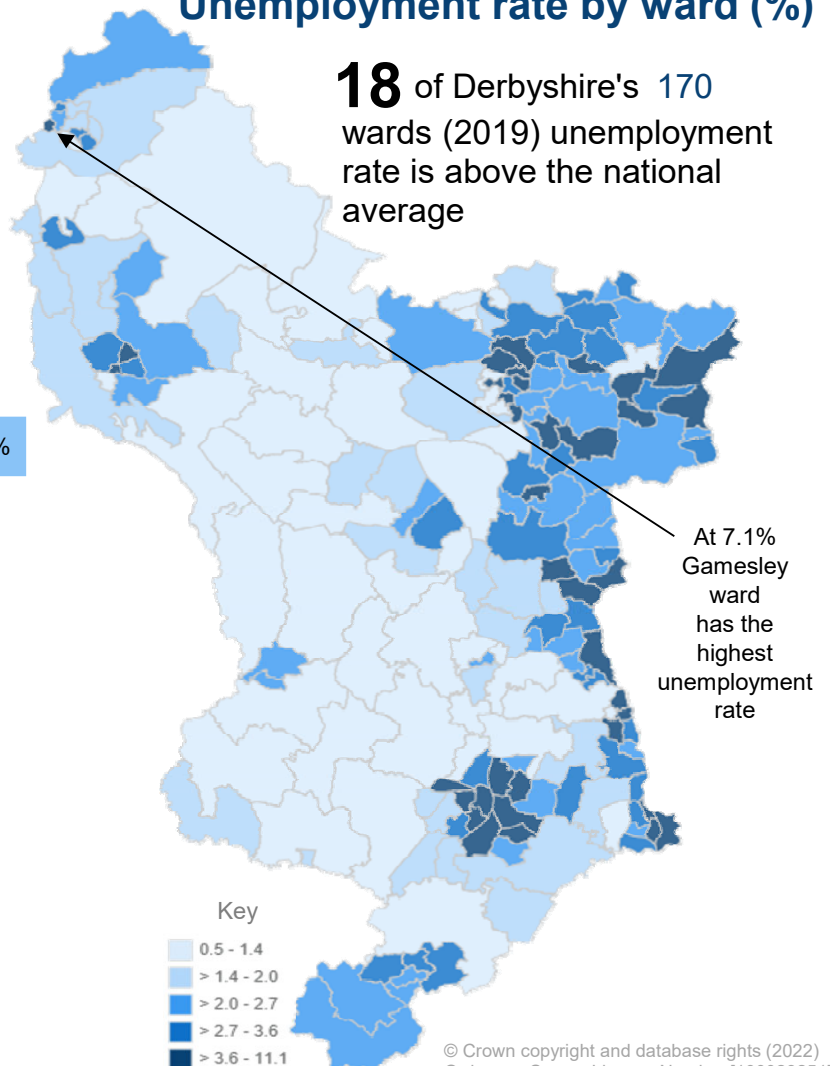 Unemployment rate by ward (%)
18 of Derbyshire's 170
wards (2019) unemployment
rate is above the national
average
%
At 7.1%
Gamesley
ward
has the
highest
unemployment
rate
Key
0.5 - 1.4
> 1.4 - 2.0
> 2.0 - 2.7
> 2.7 - 3.6
> 3.6 - 11.1
© Crown copyright and database rights (2022)